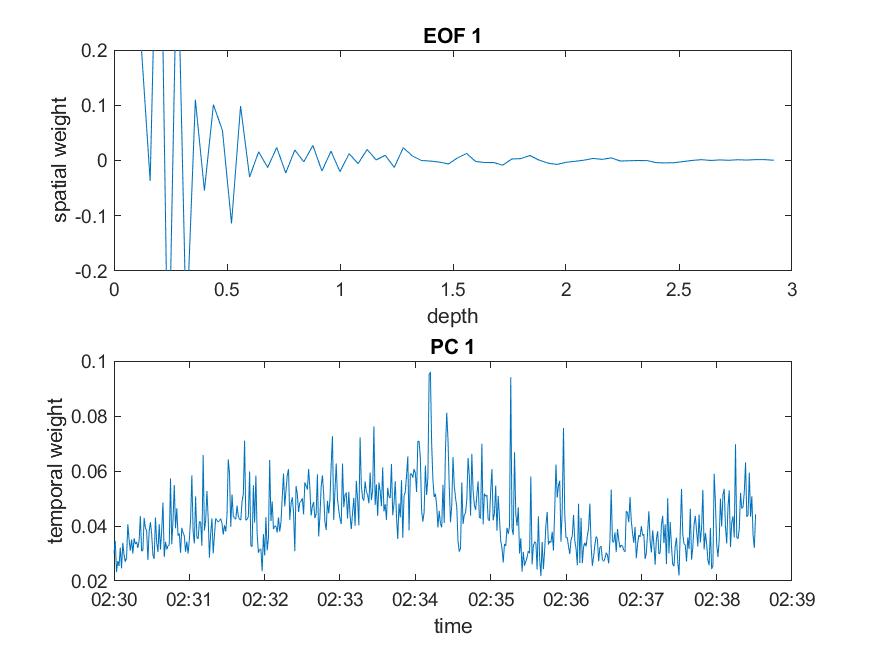 EOF 1
0.2
0.1
0
-0.1
-0.2
spatial weight
0 0.5 1 1.5 2 2.5 3
depth
PC 1
0.1
0.08
0.06
0.04
0.02
temporal weight
02:30 02:31 02:32 02:33 02:34 02:35 02:36 02:37 02:38 02:39
time